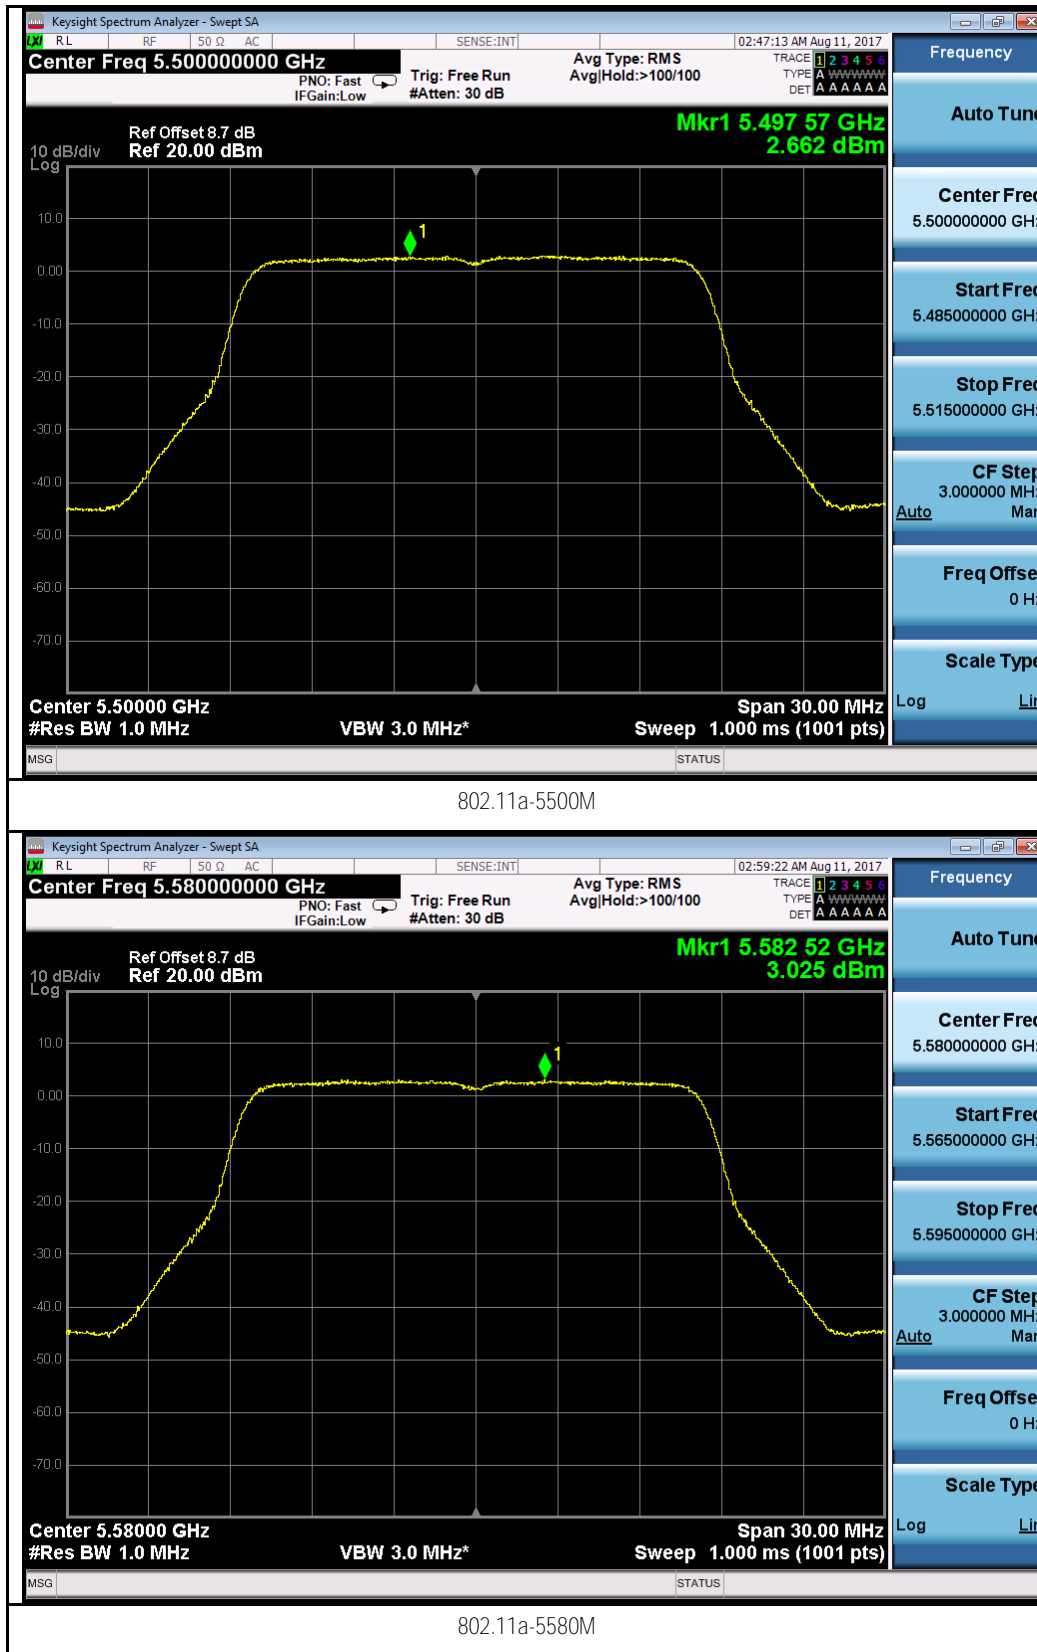 Keysight Spectrum Analyzer - Swept SA
LXI RL RF 50 Ω AC SENSE:INT 02:47:13 AM Aug 11, 2017
Center Freq 5.500000000 GHz
PNO: Fast
IFGain:Low
Trig: Free Run
#Atten: 30 dB
Avg Type: RMS
Avg|Hold:>100/100
TRACE 1 2 3 4 5 6
TYPE A WWWWW
DET A A A A A A
Frequency
Auto Tune
Mkr1 5.497 57 GHz
2.662 dBm
Ref Offset 8.7 dB
10 dB/div Ref 20.00 dBm
Log
10.0
0.00
-10.0
-20.0
-30.0
-40.0
-50.0
-60.0
-70.0
1
Center Freq
5.500000000 GHz
Start Freq
5.485000000 GHz
Stop Freq
5.515000000 GHz
CF Step
3.000000 MHz
Auto Man
Freq Offset
0 Hz
Scale Type
Log Lin
Center 5.50000 GHz Span 30.00 MHz
#Res BW 1.0 MHz VBW 3.0 MHz* Sweep 1.000 ms (1001 pts)
MSG STATUS
802.11a-5500M
Keysight Spectrum Analyzer - Swept SA
LXI RL RF 50 Ω AC SENSE:INT 02:59:22 AM Aug 11, 2017
Center Freq 5.580000000 GHz
PNO: Fast
IFGain:Low
Trig: Free Run
#Atten: 30 dB
Avg Type: RMS
Avg|Hold:>100/100
TRACE 1 2 3 4 5 6
TYPE A WWWWW
DET A A A A A A
Frequency
Auto Tune
Mkr1 5.582 52 GHz
3.025 dBm
Ref Offset 8.7 dB
10 dB/div Ref 20.00 dBm
Log
10.0
0.00
-10.0
-20.0
-30.0
-40.0
-50.0
-60.0
-70.0
1
Center Freq
5.580000000 GHz
Start Freq
5.565000000 GHz
Stop Freq
5.595000000 GHz
CF Step
3.000000 MHz
Auto Man
Freq Offset
0 Hz
Scale Type
Log Lin
Center 5.58000 GHz Span 30.00 MHz
#Res BW 1.0 MHz VBW 3.0 MHz* Sweep 1.000 ms (1001 pts)
MSG STATUS
802.11a-5580M